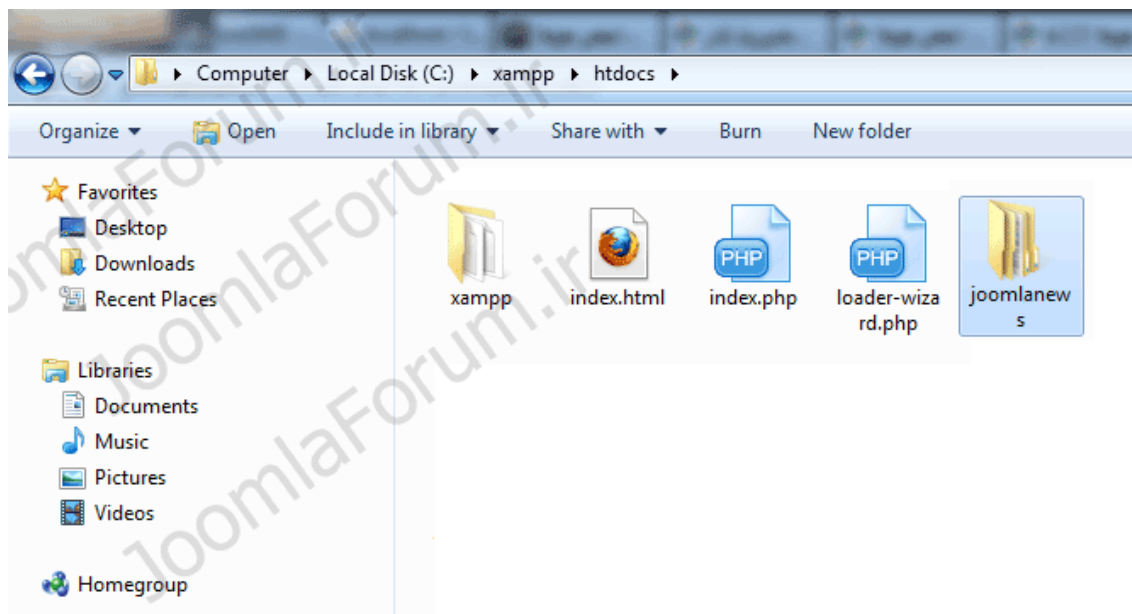 Computer Local Disk (C:) xampp htdocs
Organize Open Include in library Share with Burn New folder
Favorites
Desktop
Downloads
Recent Places
Libraries
Documents
Music
Pictures
Videos
Homegroup
xampp
index.html
PHP
index.php
PHP
loader-wiza
rd.php
joomlanew
s
JoomlaForum.ir
JoomlaForum.ir
JoomlaForum.ir